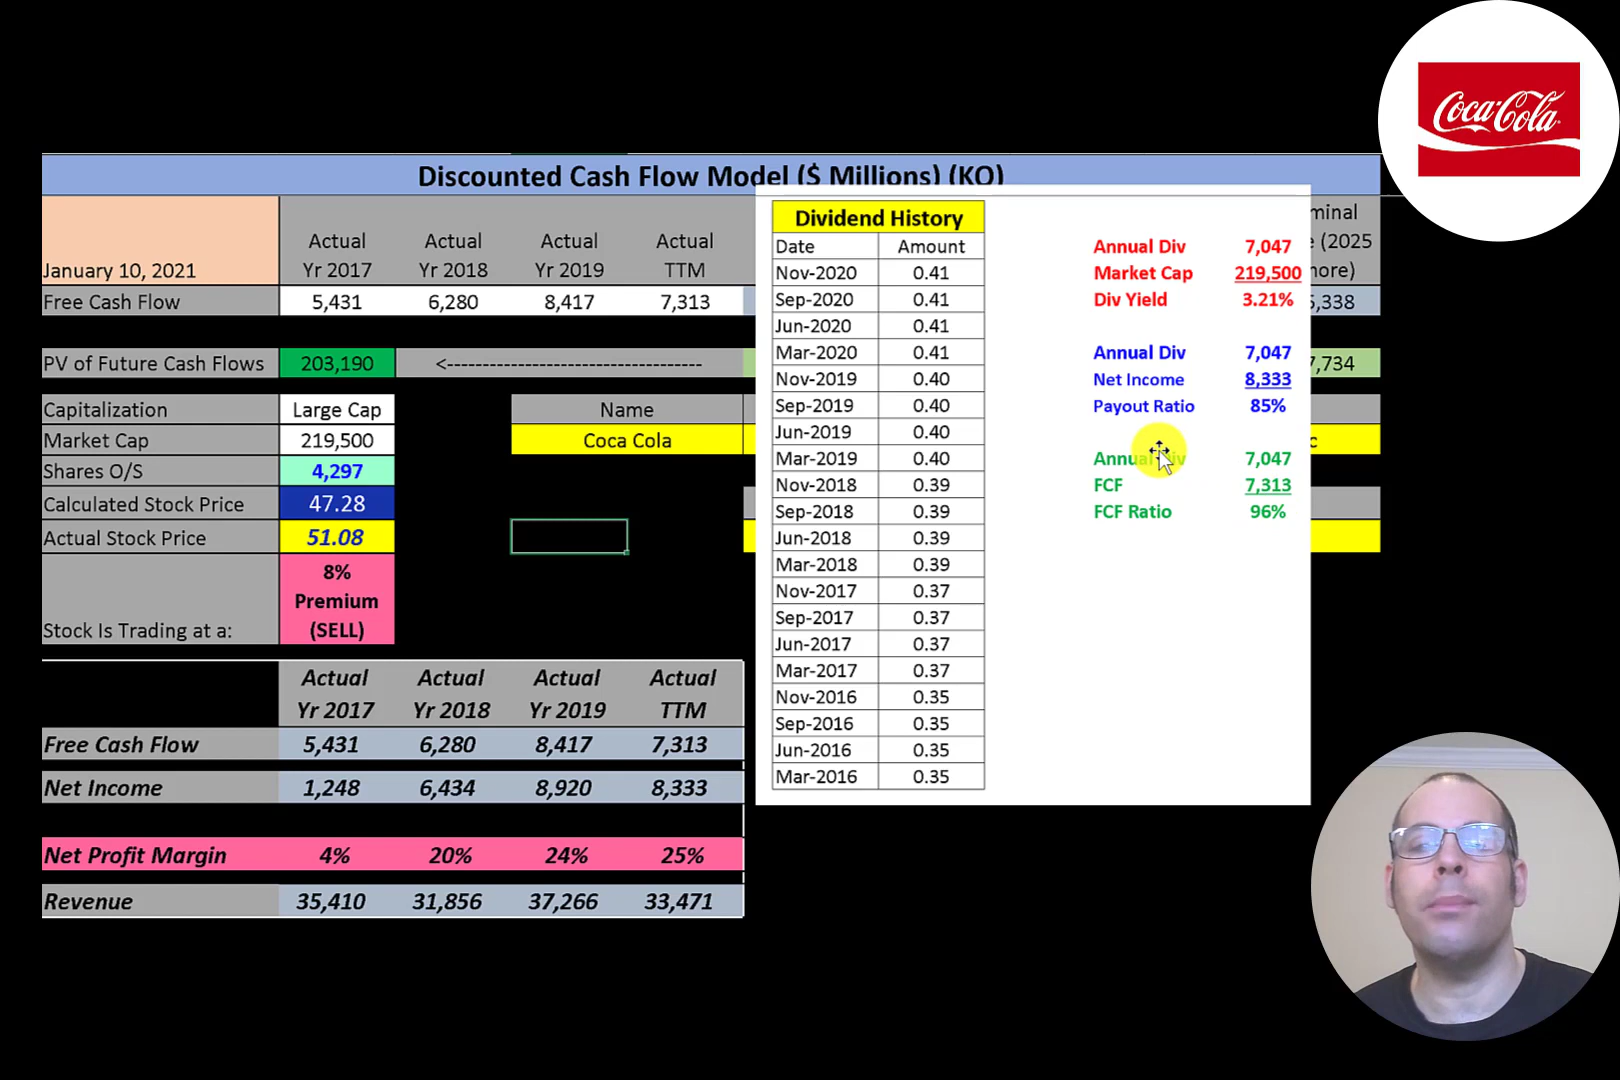 Coca-Cola
Discounted Cash Flow Model ($ Millions) (KO)
January 10, 2021
Actual Yr 2017
Actual Yr 2018
Actual Yr 2019
Actual TTM
(2025
Free Cash Flow 5,431 6,280 8,417 7,313
PV of Future Cash Flows 203,190 <-----------------------------------
Capitalization Large Cap
Market Cap 219,500
Shares O/S 4,297
Calculated Stock Price 47.28
Actual Stock Price 51.08
Stock Is Trading at a: 8% Premium (SELL)
Name
Coca Cola
Actual Yr 2017
Actual Yr 2018
Actual Yr 2019
Actual TTM
Free Cash Flow 5,431 6,280 8,417 7,313
Net Income 1,248 6,434 8,920 8,333
Net Profit Margin 4% 20% 24% 25%
Revenue 35,410 31,856 37,266 33,471
Dividend History
Date Amount
Nov-2020 0.41
Sep-2020 0.41
Jun-2020 0.41
Mar-2020 0.41
Nov-2019 0.40
Sep-2019 0.40
Jun-2019 0.40
Mar-2019 0.40
Nov-2018 0.39
Sep-2018 0.39
Jun-2018 0.39
Mar-2018 0.39
Nov-2017 0.37
Sep-2017 0.37
Jun-2017 0.37
Mar-2017 0.37
Nov-2016 0.35
Sep-2016 0.35
Jun-2016 0.35
Mar-2016 0.35
Annual Div 7,047
Market Cap 219,500
Div Yield 3.21%
Annual Div 7,047
Net Income 8,333
Payout Ratio 85%
Annual Div 7,047
FCF 7,313
FCF Ratio 96%